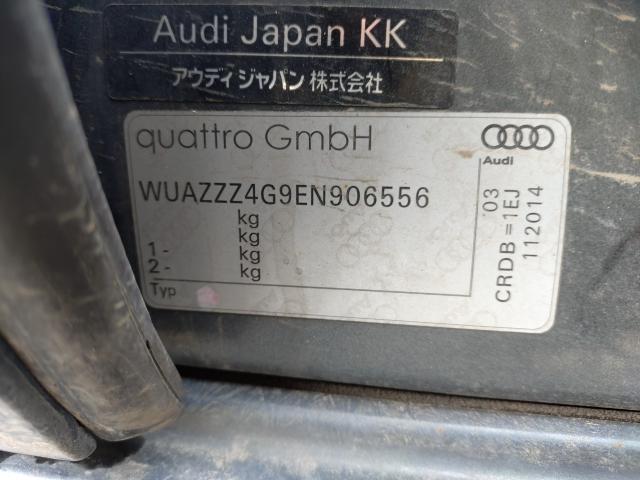 Audi Japan KK
アウディ ジャパン 株式会社
quattro GmbH
Audi
WUAZZZ4G9EN906556
kg
kg
1- kg
2- kg
Typ
03
CRDB =1EJ
112014